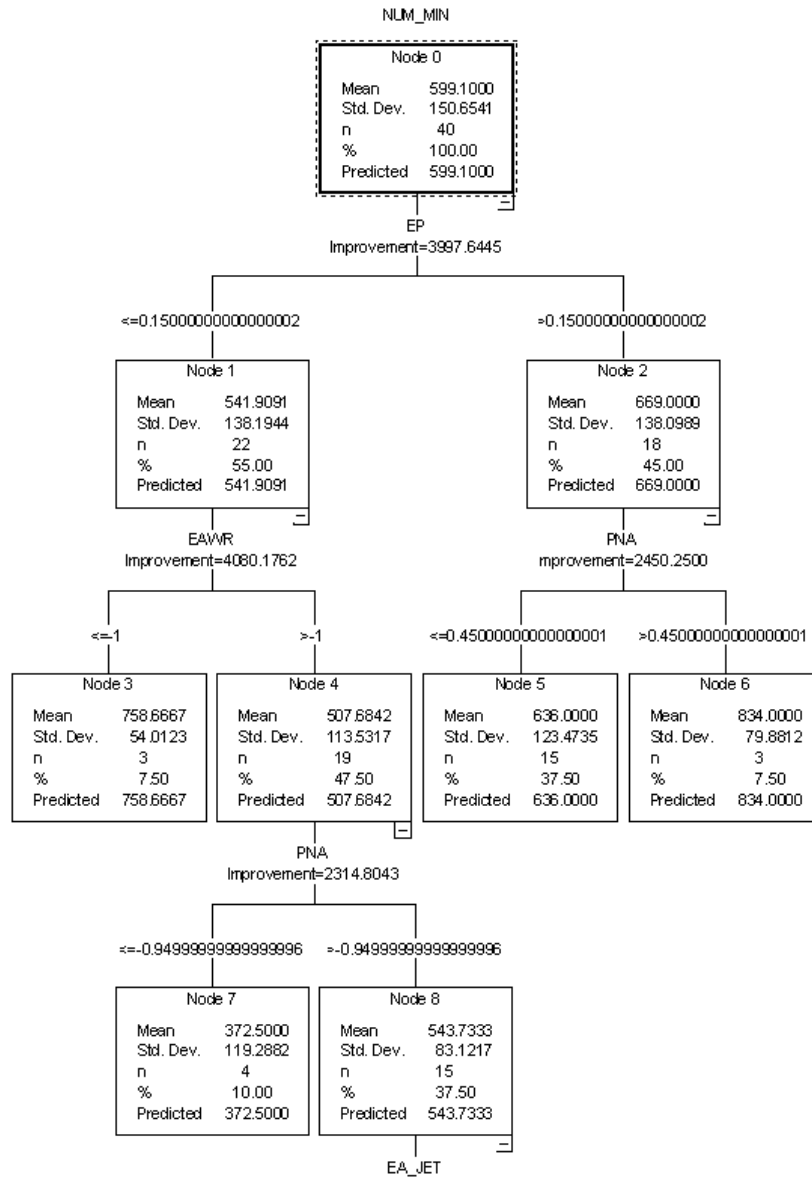 NUM_MIN
Node 0
Mean 599.1000
Std. Dev. 150.6541
n 40
% 100.00
Predicted 599.1000
EP
Improvement=3997.6445
<=0.15000000000000002
>0.15000000000000002
Node 1
Mean 541.9091
Std. Dev. 138.1944
n 22
% 55.00
Predicted 541.9091
Node 2
Mean 669.0000
Std. Dev. 138.0989
n 18
% 45.00
Predicted 669.0000
EAWR
Improvement=4080.1762
PNA
mprovement=2450.2500
<=-1
>-1
<=0.45000000000000001
>0.45000000000000001
Node 3
Mean 758.6667
Std. Dev. 54.0123
n 3
% 7.50
Predicted 758.6667
Node 4
Mean 507.6842
Std. Dev. 113.5317
n 19
% 47.50
Predicted 507.6842
Node 5
Mean 636.0000
Std. Dev. 123.4735
n 15
% 37.50
Predicted 636.0000
Node 6
Mean 834.0000
Std. Dev. 79.8812
n 3
% 7.50
Predicted 834.0000
PNA
Improvement=2314.8043
<=-0.94999999999999996
>-0.94999999999999996
Node 7
Mean 372.5000
Std. Dev. 119.2882
n 4
% 10.00
Predicted 372.5000
Node 8
Mean 543.7333
Std. Dev. 83.1217
n 15
% 37.50
Predicted 543.7333
EA_JET